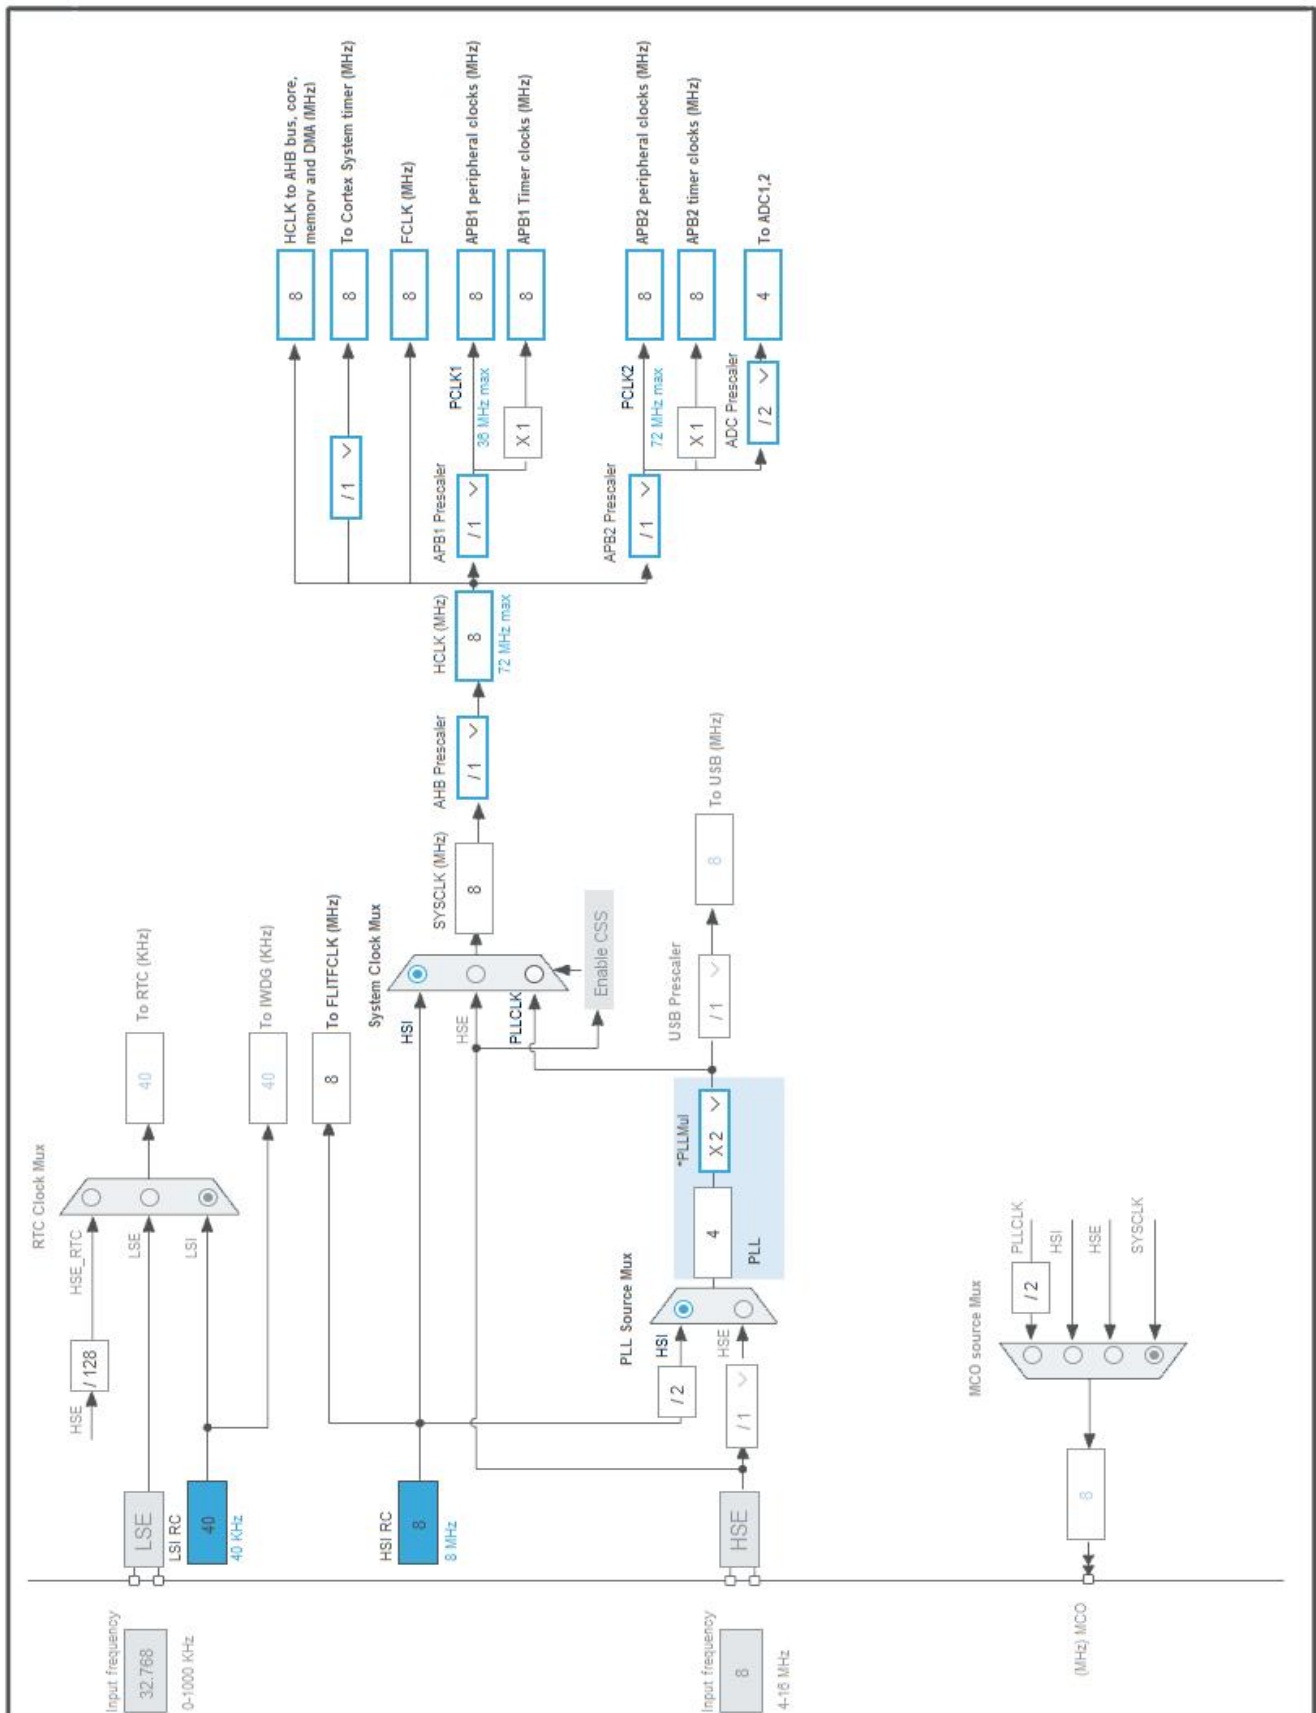 Input frequency
32.768
0-1000 KHz
LSE
LSI RC
40
40 KHz
HSE
/ 128
HSE_RTC
LSE
LSI
RTC Clock Mux
40
To RTC (KHz)
40
To IWDG (KHz)
8
To FLITFCLK (MHz)
HSI RC
8
8 MHz
HSI
HSE
PLLCLK
System Clock Mux
Enable CSS
SYSCLK (MHz)
8
AHB Prescaler
/ 1
HCLK (MHz)
8
72 MHz max
/ 1
8
HCLK to AHB bus, core,
memory and DMA (MHz)
8
To Cortex System timer (MHz)
8
FCLK (MHz)
APB1 Prescaler
/ 1
PCLK1
36 MHz max
X 1
8
APB1 peripheral clocks (MHz)
8
APB1 Timer clocks (MHz)
APB2 Prescaler
/ 1
PCLK2
72 MHz max
X 1
8
APB2 peripheral clocks (MHz)
8
APB2 timer clocks (MHz)
ADC Prescaler
/ 2
4
To ADC1,2
Input frequency
8
4-16 MHz
HSE
/ 2
/ 1
HSI
HSE
PLL Source Mux
4
*PLLMul
X 2
PLL
USB Prescaler
/ 1
8
To USB (MHz)
MCO source Mux
/ 2
PLLCLK
HSI
HSE
SYSCLK
8
(MHz) MCO